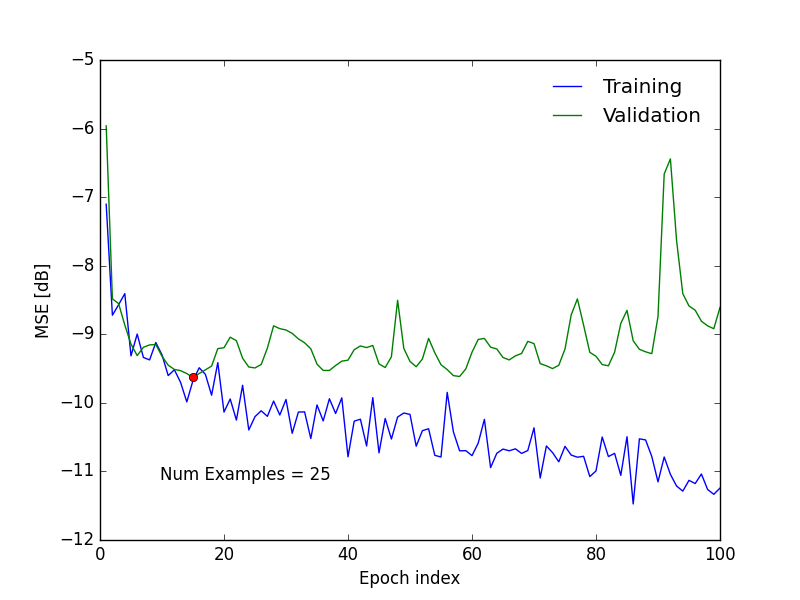 −5
−6
−7
−8
−9
−10
−11
−12
MSE [dB]
Training
Validation
Num Examples = 25
0 20 40 60 80 100
Epoch index